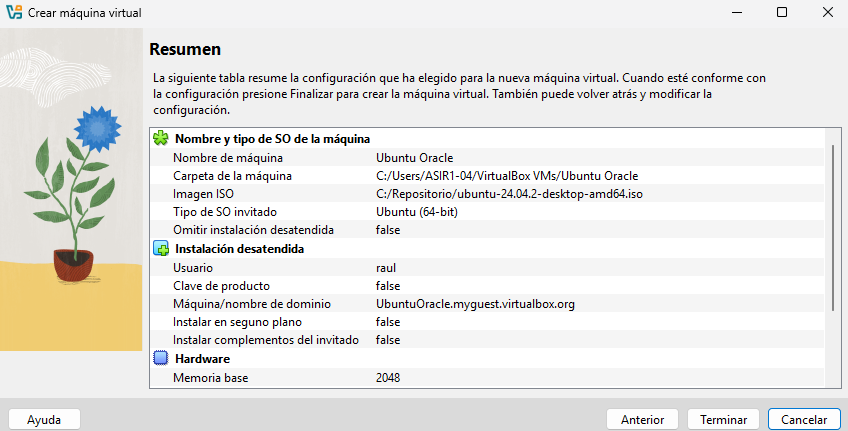 Crear máquina virtual
Resumen
La siguiente tabla resume la configuración que ha elegido para la nueva máquina virtual. Cuando esté conforme con
la configuración presione Finalizar para crear la máquina virtual. También puede volver atrás y modificar la
configuración.
Nombre y tipo de SO de la máquina
Nombre de máquina Ubuntu Oracle
Carpeta de la máquina C:/Users/ASIR1-04/VirtualBox VMs/Ubuntu Oracle
Imagen ISO C:/Repositorio/ubuntu-24.04.2-desktop-amd64.iso
Tipo de SO invitado Ubuntu (64-bit)
Omitir instalación desatendida false
Instalación desatendida
Usuario raul
Clave de producto false
Máquina/nombre de dominio UbuntuOracle.myguest.virtualbox.org
Instalar en seguno plano false
Instalar complementos del invitado false
Hardware
Memoria base 2048
Ayuda Anterior Terminar Cancelar